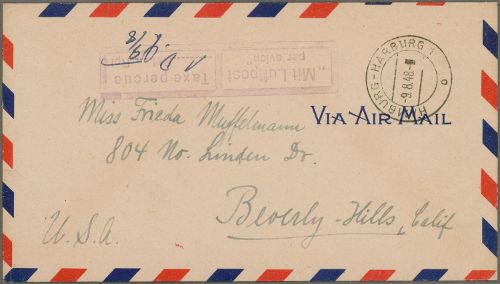 HAMBURG-HARBURG 1
9.8.48
c
"Mit Luftpost"
par avion"
Taxe perçue
VIA AIR MAIL
Miss Frieda Muffelmann
804 No. Linden Dr.
Beverly-Hills, Calif
U.S.A.